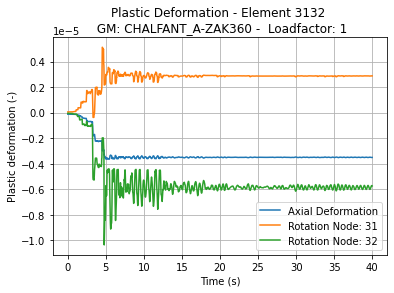 Plastic Deformation - Element 3132
GM: CHALFANT_A-ZAK360 - Loadfactor: 1
1e−5
0.4
0.2
0.0
−0.2
−0.4
−0.6
−0.8
−1.0
Plastic deformation (-)
0 5 10 15 20 25 30 35 40
Time (s)
Axial Deformation
Rotation Node: 31
Rotation Node: 32